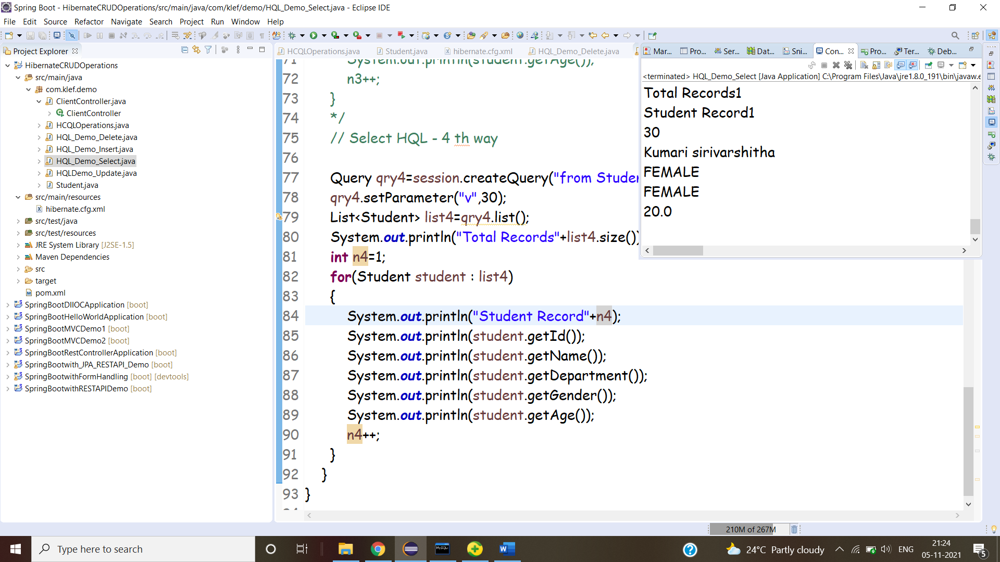 Spring Boot - HibernateCRUDOperations/src/main/java/com/klef/demo/HQL_Demo_Select.java - Eclipse IDE
File Edit Source Refactor Navigate Search Project Run Window Help
Project Explorer
HibernateCRUDOperations
src/main/java
com.klef.demo
ClientController.java
ClientController
HCQLOperations.java
HQL_Demo_Delete.java
HQL_Demo_Insert.java
HQL_Demo_Select.java
HQLDemo_Update.java
Student.java
src/main/resources
hibernate.cfg.xml
src/test/java
src/test/resources
JRE System Library [J2SE-1.5]
Maven Dependencies
src
target
pom.xml
SpringBootDIIOCApplication [boot]
SpringBootHelloWorldApplication [boot]
SpringBootMVCDemo1 [boot]
SpringBootMVCDemo2 [boot]
SpringBootRestControllerApplication [boot]
SpringBootwith_JPA_RESTAPI_Demo [boot]
SpringBootwithFormHandling [boot] [devtools]
SpringBootwithRESTAPIDemo [boot]
HCQLOperations.java Student.java hibernate.cfg.xml HQL_Demo_Delete.java
71 System.out.println(student.getAge());
72 n3++;
73 }
74 */
75 // Select HQL - 4 th way
76
77 Query qry4=session.createQuery("from Studen
78 qry4.setParameter("v",30);
79 List<Student> list4=qry4.list();
80 System.out.println("Total Records"+list4.size())
81 int n4=1;
82 for(Student student : list4)
83 {
84 System.out.println("Student Record"+n4);
85 System.out.println(student.getId());
86 System.out.println(student.getName());
87 System.out.println(student.getDepartment());
88 System.out.println(student.getGender());
89 System.out.println(student.getAge());
90 n4++;
91 }
92 }
93 }
Mar... Pro... Ser... Dat... Sni... Con... Pro... Ter... Deb...
<terminated> HQL_Demo_Select [Java Application] C:\Program Files\Java\jre1.8.0_191\bin\javaw.e
Total Records1
Student Record1
30
Kumari sirivarshitha
FEMALE
FEMALE
20.0
210M of 267M
Type here to search
MySQL
W
24°C Partly cloudy
ENG
21:24
05-11-2021
5